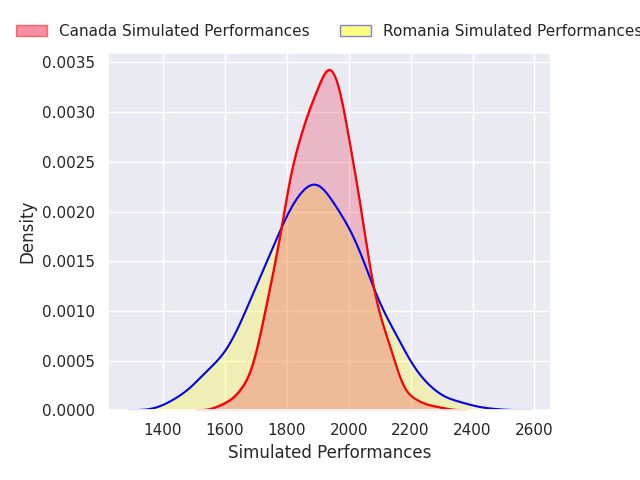 Canada Simulated Performances
Romania Simulated Performances
0.0035
0.0030
0.0025
0.0020
0.0015
0.0010
0.0005
0.0000
Density
1400 1600 1800 2000 2200 2400 2600
Simulated Performances